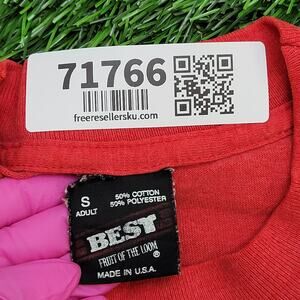 71766
freeresellersku.com
S
ADULT
50% COTTON
50% POLYESTER
BEST
FRUIT OF THE LOOM
®
MADE IN U.S.A.